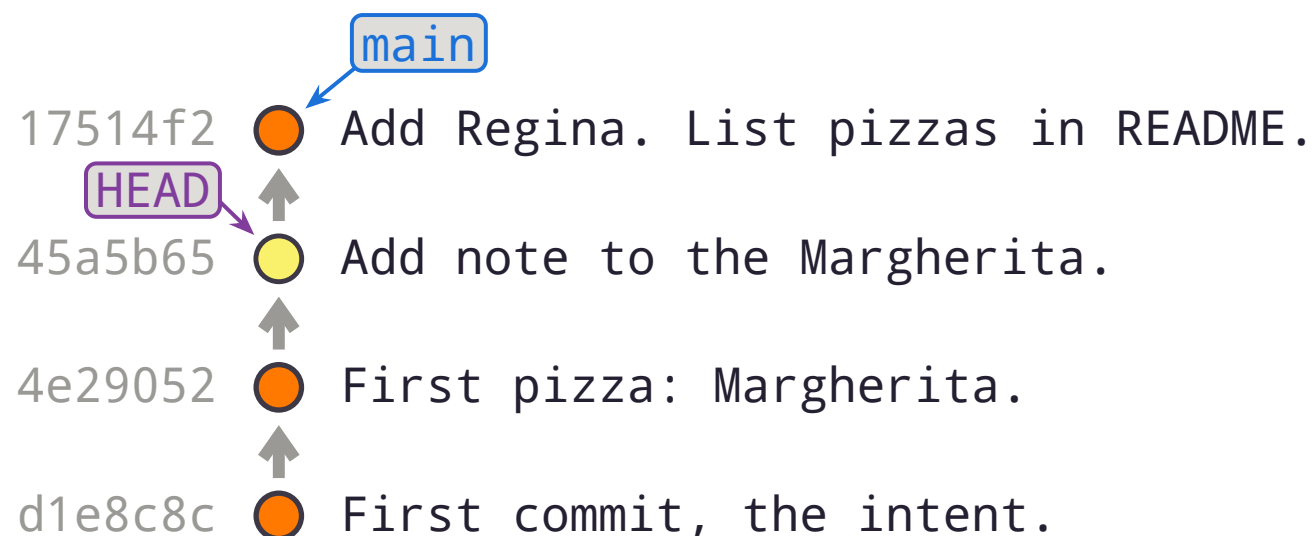 main
17514f2 Add Regina. List pizzas in README.
HEAD
45a5b65 Add note to the Margherita.
4e29052 First pizza: Margherita.
d1e8c8c First commit, the intent.